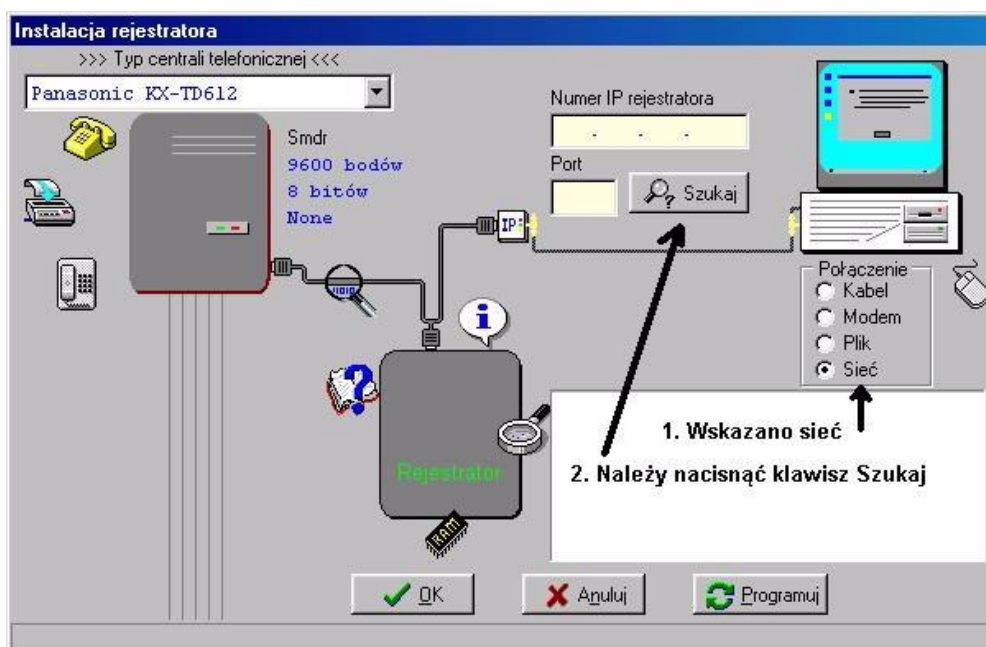 Instalacja rejestratora
>>> Typ centrali telefonicznej <<<
Panasonic KX-TD612
Smdr
9600 bodów
8 bitów
None
Numer IP rejestratora
Port
Szukaj
IP
Połączenie
Kabel
Modem
Plik
Sieć
Rejestrator
RAM
1. Wskazano sieć
2. Należy nacisnąć klawisz Szukaj
OK
Anuluj
Programuj